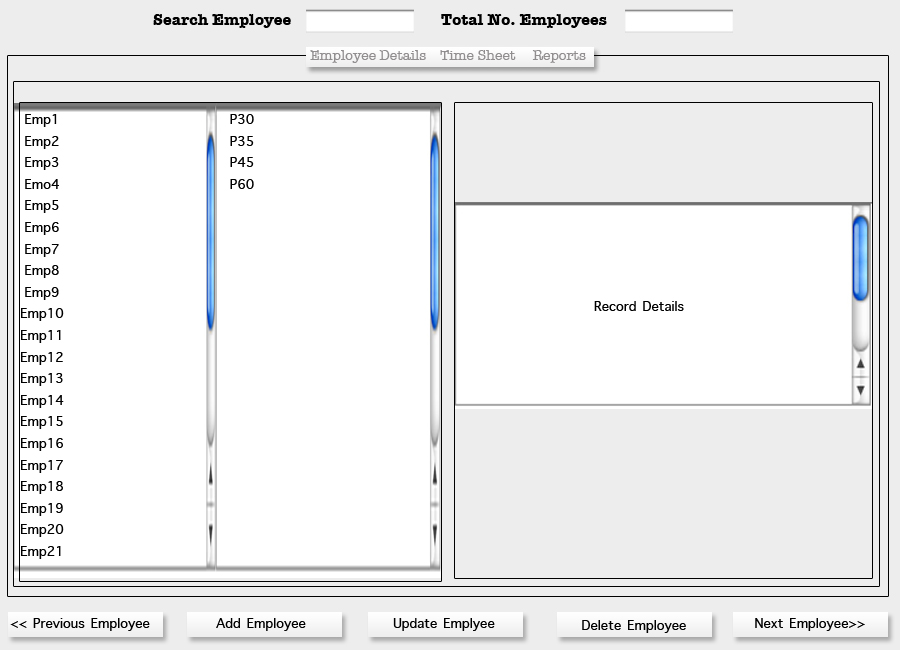 Search Employee Total No. Employees
Employee Details Time Sheet Reports
Emp1 P30
Emp2 P35
Emp3 P45
Emo4 P60
Emp5
Emp6
Emp7
Emp8
Emp9
Emp10
Emp11
Emp12
Emp13
Emp14
Emp15
Emp16
Emp17
Emp18
Emp19
Emp20
Emp21
Record Details
<< Previous Employee Add Employee Update Emplyee Delete Employee Next Employee>>